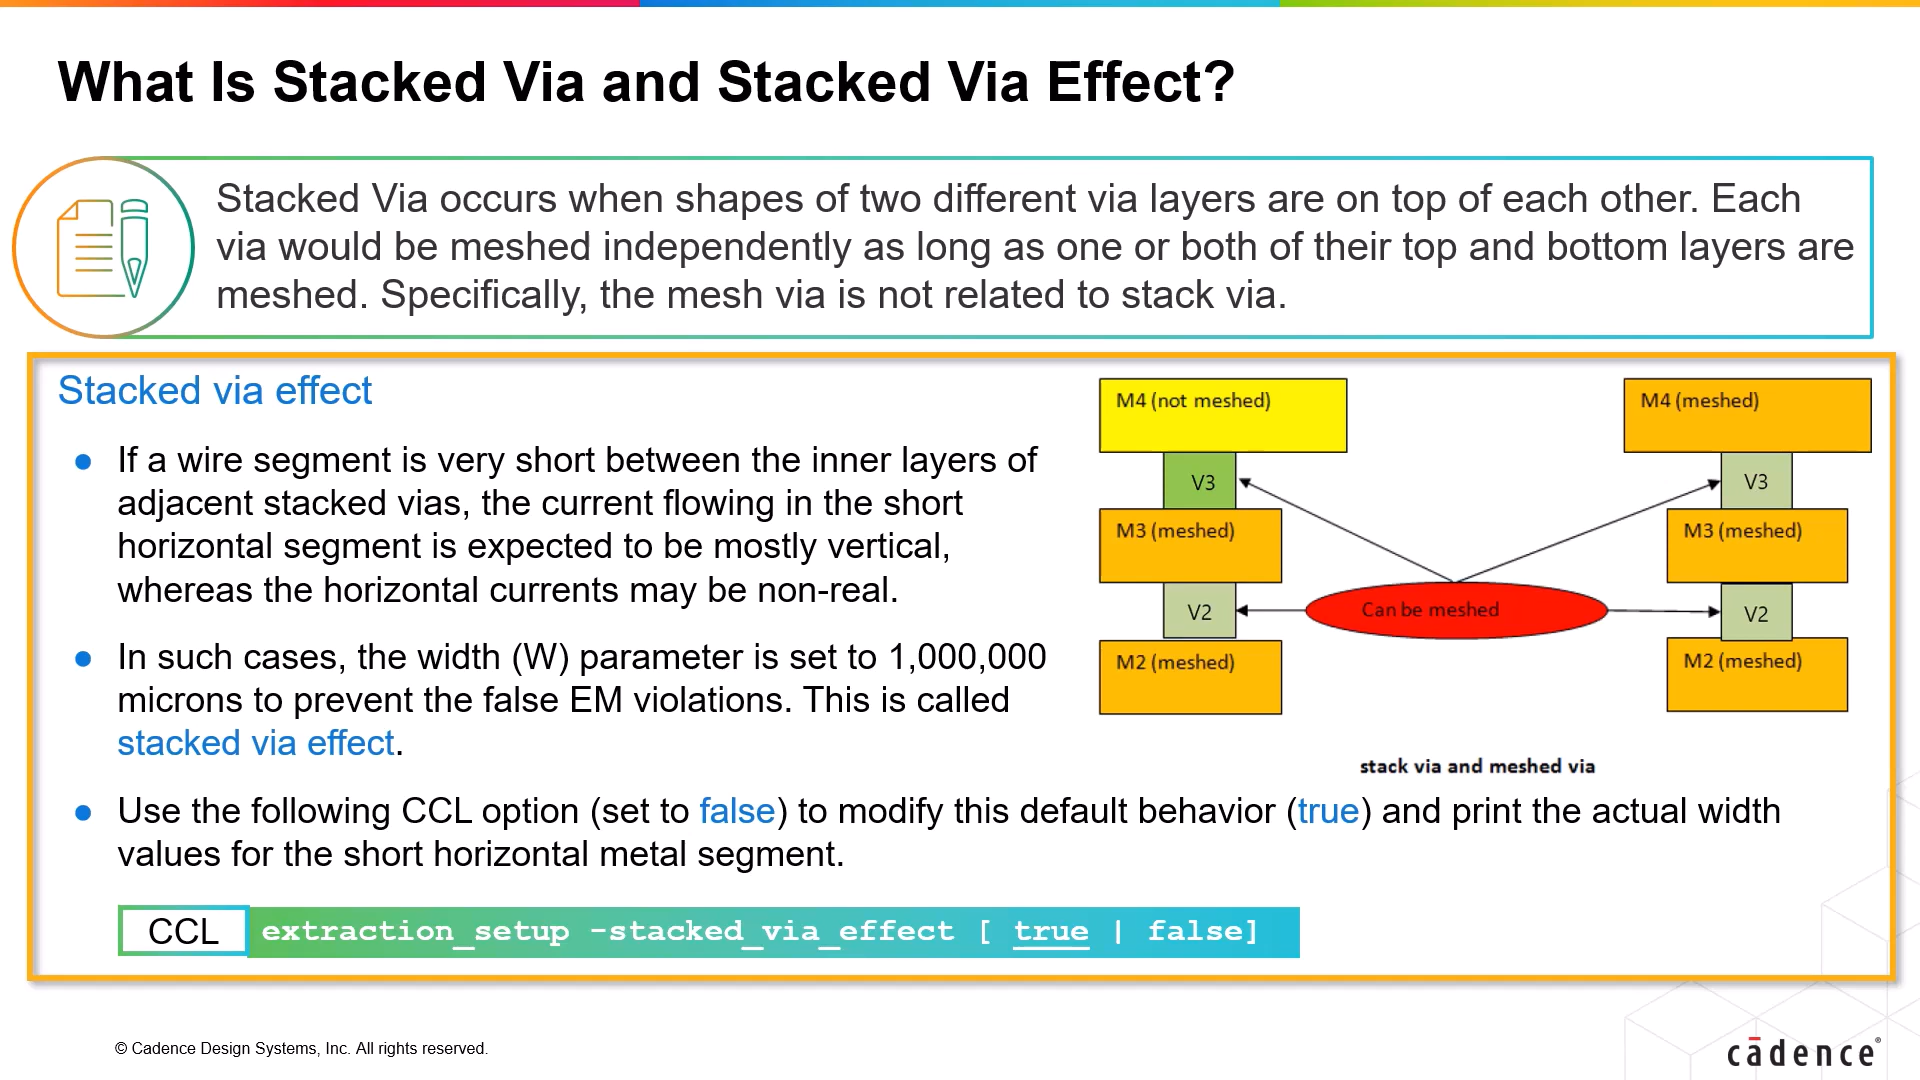 What Is Stacked Via and Stacked Via Effect?
Stacked Via occurs when shapes of two different via layers are on top of each other. Each
via would be meshed independently as long as one or both of their top and bottom layers are
meshed. Specifically, the mesh via is not related to stack via.
Stacked via effect
● If a wire segment is very short between the inner layers of
adjacent stacked vias, the current flowing in the short
horizontal segment is expected to be mostly vertical,
whereas the horizontal currents may be non-real.
● In such cases, the width (W) parameter is set to 1,000,000
microns to prevent the false EM violations. This is called
stacked via effect.
M4 (not meshed)
V3
M3 (meshed)
V2
M2 (meshed)
Can be meshed
M4 (meshed)
V3
M3 (meshed)
V2
M2 (meshed)
stack via and meshed via
● Use the following CCL option (set to false) to modify this default behavior (true) and print the actual width
values for the short horizontal metal segment.
CCL extraction_setup -stacked_via_effect [ true | false]
© Cadence Design Systems, Inc. All rights reserved.
cādence®